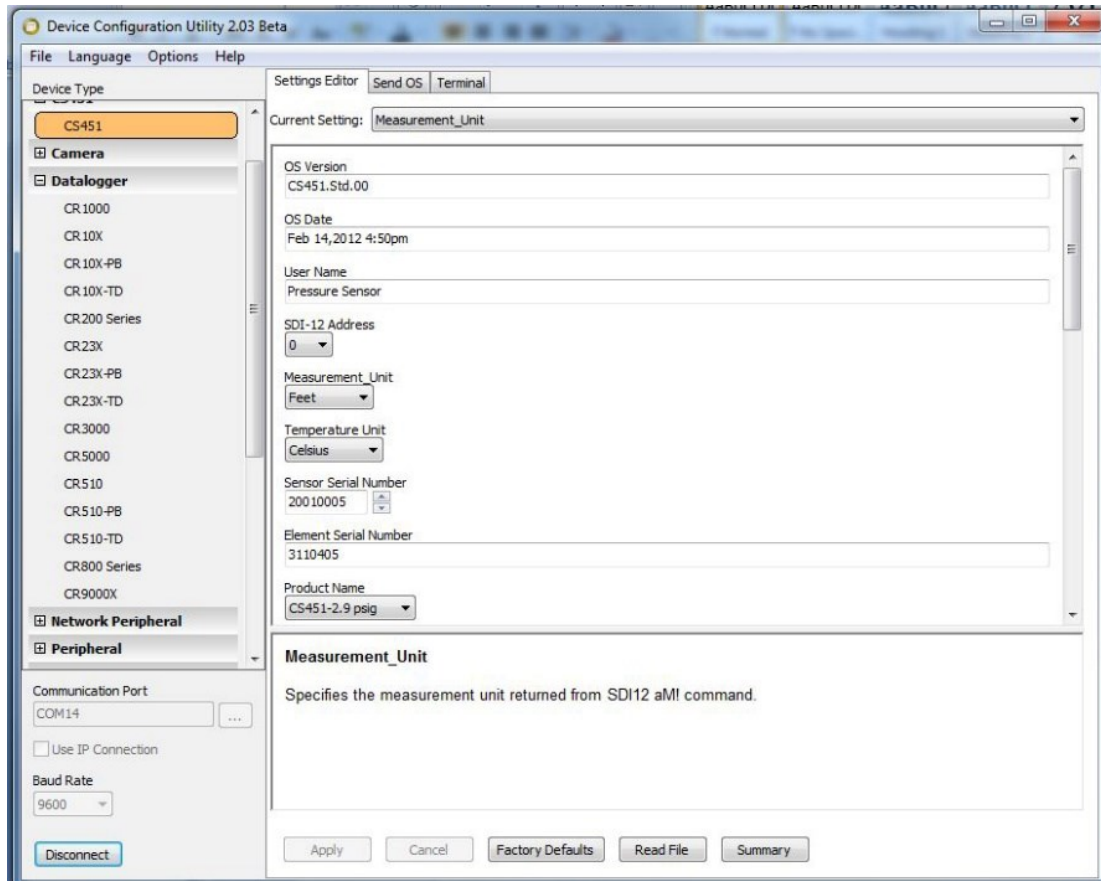 Device Configuration Utility 2.03 Beta
File Language Options Help
Device Type
CS451
Camera
Datalogger
CR1000
CR10X
CR10X-PB
CR10X-TD
CR200 Series
CR23X
CR23X-PB
CR23X-TD
CR3000
CR5000
CR510
CR510-PB
CR510-TD
CR800 Series
CR9000X
Network Peripheral
Peripheral
Communication Port
COM14
...
Use IP Connection
Baud Rate
9600
Disconnect
Settings Editor Send OS Terminal
Current Setting: Measurement_Unit
OS Version
CS451.Std.00
OS Date
Feb 14,2012 4:50pm
User Name
Pressure Sensor
SDI-12 Address
0
Measurement_Unit
Feet
Temperature Unit
Celsius
Sensor Serial Number
20010005
Element Serial Number
3110405
Product Name
CS451-2.9 psig
Measurement_Unit
Specifies the measurement unit returned from SDI12 aM! command.
Apply Cancel Factory Defaults Read File Summary